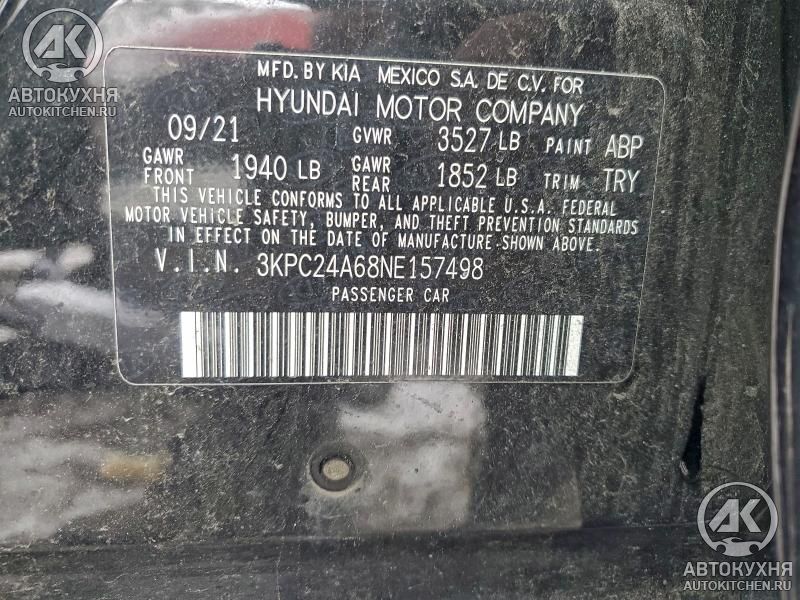 AK
АВТОКУХНЯ
AUTOKITCHEN.RU
MFD. BY KIA MEXICO S.A. DE C.V. FOR
HYUNDAI MOTOR COMPANY
09/21 GVWR 3527 LB PAINT ABP
GAWR FRONT 1940 LB GAWR REAR 1852 LB TRIM TRY
THIS VEHICLE CONFORMS TO ALL APPLICABLE U.S.A. FEDERAL
MOTOR VEHICLE SAFETY, BUMPER, AND THEFT PREVENTION STANDARDS
IN EFFECT ON THE DATE OF MANUFACTURE SHOWN ABOVE.
V.I.N. 3KPC24A68NE157498
PASSENGER CAR
AK
АВТОКУХНЯ
AUTOKITCHEN.RU